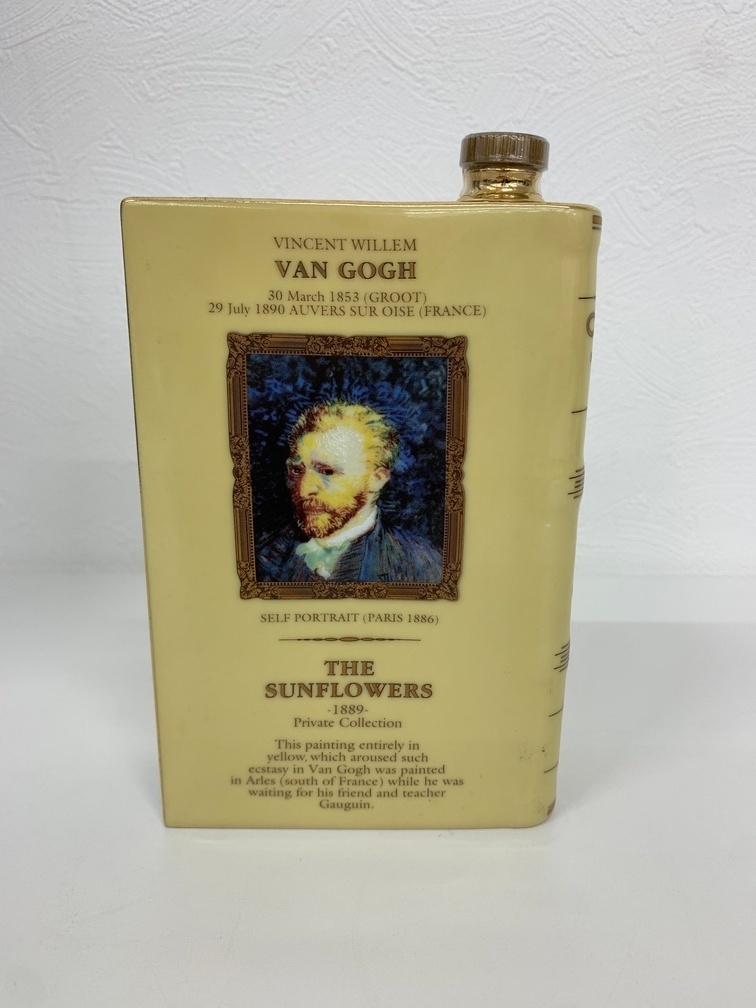 VINCENT WILLEM
VAN GOGH
30 March 1853 (GROOT)
29 July 1890 AUVERS SUR OISE (FRANCE)
SELF PORTRAIT (PARIS 1886)
THE
SUNFLOWERS
-1889-
Private Collection
This painting entirely in
yellow, which aroused such
ecstasy in Van Gogh was painted
in Arles (south of France) while he was
waiting for his friend and teacher
Gauguin.